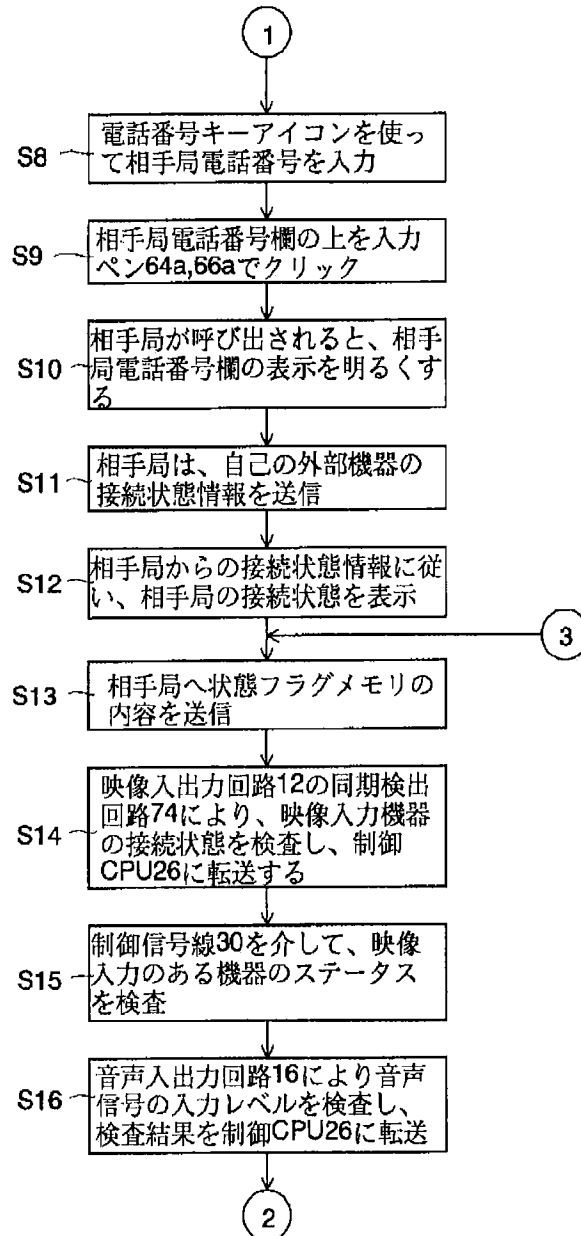 1
S8
電話番号キーアイコンを使っ
て相手局電話番号を入力
S9
相手局電話番号欄の上を入力
ペン64a,66aでクリック
S10
相手局が呼び出されると、相手
局電話番号欄の表示を明るくす
る
S11
相手局は、自己の外部機器の
接続状態情報を送信
S12
相手局からの接続状態情報に従
い、相手局の接続状態を表示
3
S13
相手局へ状態フラグメモリの
内容を送信
S14
映像入出力回路12の同期検出
回路74により、映像入力機器
の接続状態を検査し、制御
CPU26に転送する
S15
制御信号線30を介して、映像
入力のある機器のステータス
を検査
S16
音声入出力回路16により音声
信号の入力レベルを検査し、
検査結果を制御CPU26に転送
2